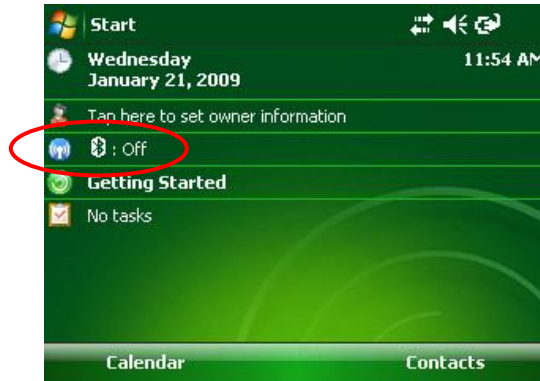 Start
Wednesday 11:54 AM
January 21, 2009
Tap here to set owner information
: Off
Getting Started
No tasks
Calendar Contacts